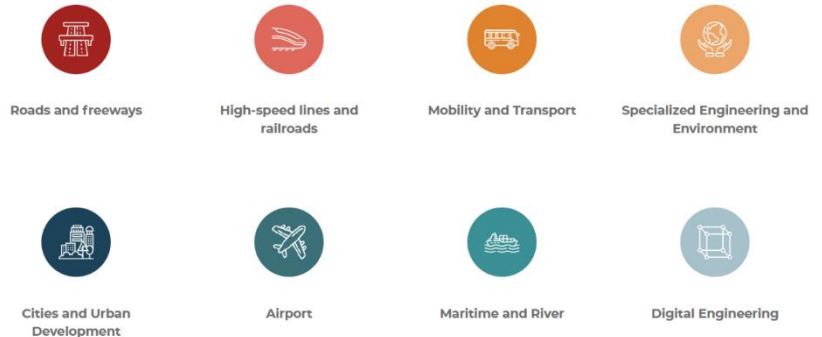 Roads and freeways
High-speed lines and
railroads
Mobility and Transport
Specialized Engineering and
Environment
Cities and Urban
Development
Airport
Maritime and River
Digital Engineering